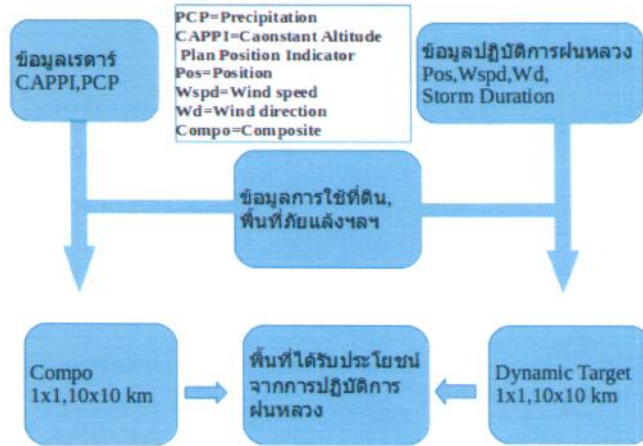 ข้อมูลเรดาร์
CAPPI,PCP
PCP=Precipitation
CAPPI=Caonstant Altitude
Plan Position Indicator
Pos=Position
Wspd=Wind speed
Wd=Wind direction
Compo=Composite
ข้อมูลปฏิบัติการฝนหลวง
Pos,Wspd,Wd,
Storm Duration
ข้อมูลการใช้ที่ดิน,
พื้นที่ภัยแล้งฯลฯ
Compo
1x1,10x10 km
พื้นที่ได้รับประโยชน์
จากการปฏิบัติการ
ฝนหลวง
Dynamic Target
1x1,10x10 km